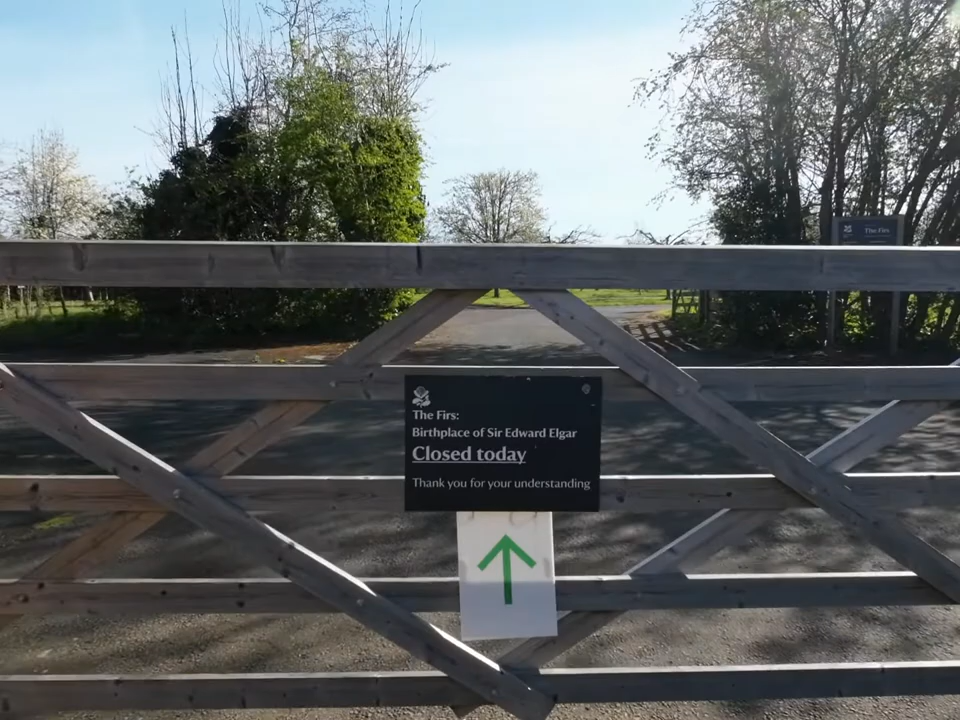 The Firs
The Firs:
Birthplace of Sir Edward Elgar
Closed today
Thank you for your understanding